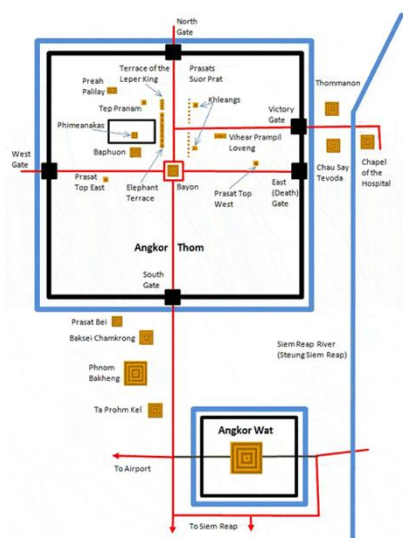 North
Gate
Terrace of the
Leper King
Prasats
Suor Prat
Preah
Palilay
Tep Pranam
Khleangs
Thommanon
Victory
Gate
Phimeanakas
Vihear Prampil
Loveng
Baphuon
West
Gate
Prasat
Top East
Elephant
Terrace
Bayon
Prasat Top
West
East
(Death)
Gate
Chau Say
Tevoda
Chapel
of the
Hospital
Angkor Thom
South
Gate
Prasat Bei
Baksei Chamkrong
Phnom
Bakheng
Ta Prohm Kel
Siem Reap River
(Steung Siem Reap)
Angkor Wat
To Airport
To Siem Reap